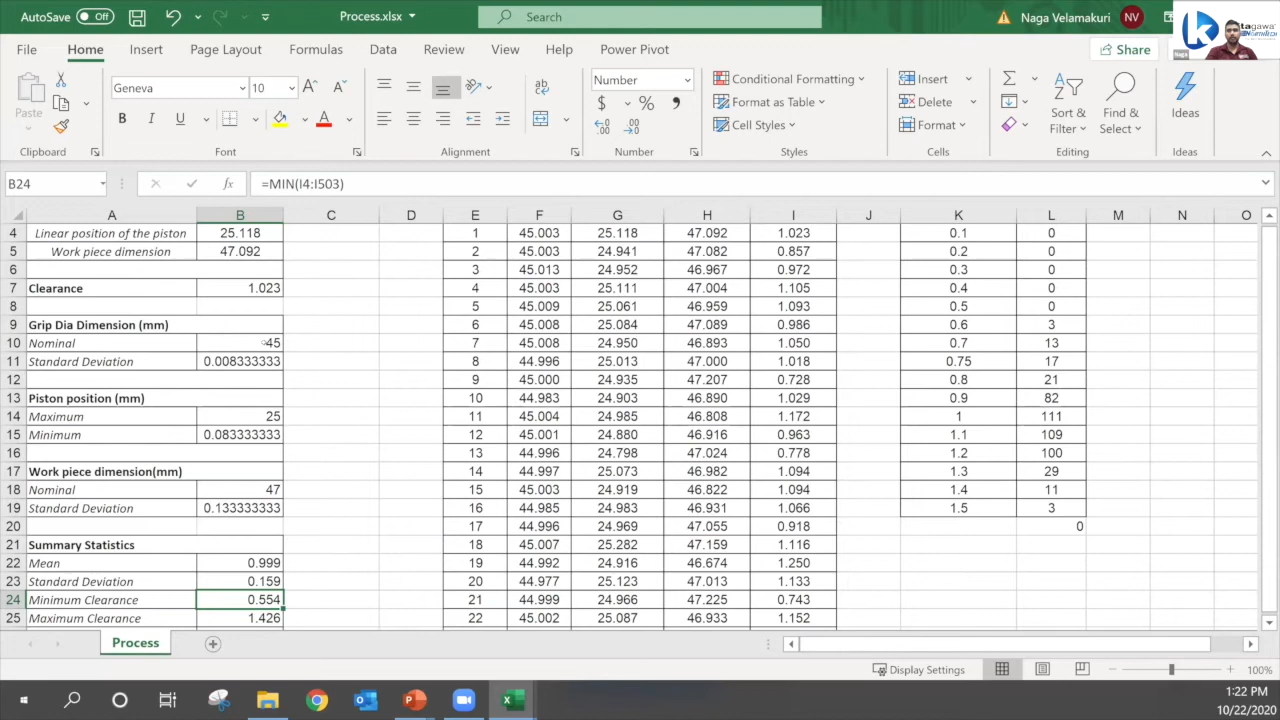 AutoSave Off Process.xlsx Search Naga Velamakuri NV
File Home Insert Page Layout Formulas Data Review View Help Power Pivot Share
Naga
Paste Geneva 10 Number
Conditional Formatting Format as Table Cell Styles
Insert Delete Format
Sort & Filter Find & Select Ideas
Clipboard Font Alignment Number Styles Cells Editing Ideas
B24 fx =MIN(I4:I503)
A B C D E F G H I J K L M N O
4 Linear position of the piston 25.118 1 45.003 25.118 47.092 1.023 0.1 0
5 Work piece dimension 47.092 2 45.003 24.941 47.082 0.857 0.2 0
6 3 45.013 24.952 46.967 0.972 0.3 0
7 Clearance 1.023 4 45.003 25.111 47.004 1.105 0.4 0
8 5 45.009 25.061 46.959 1.093 0.5 0
9 Grip Dia Dimension (mm) 6 45.008 25.084 47.089 0.986 0.6 3
10 Nominal 45 7 45.008 24.950 46.893 1.050 0.7 13
11 Standard Deviation 0.008333333 8 44.996 25.013 47.000 1.018 0.75 17
12 9 45.000 24.935 47.207 0.728 0.8 21
13 Piston position (mm) 10 44.983 24.903 46.890 1.029 0.9 82
14 Maximum 25 11 45.004 24.985 46.808 1.172 1 111
15 Minimum 0.083333333 12 45.001 24.880 46.916 0.963 1.1 109
16 13 44.996 24.798 47.024 0.778 1.2 100
17 Work piece dimension(mm) 14 44.997 25.073 46.982 1.094 1.3 29
18 Nominal 47 15 45.003 24.919 46.822 1.094 1.4 11
19 Standard Deviation 0.133333333 16 44.985 24.983 46.931 1.066 1.5 3
20 17 44.996 24.969 47.055 0.918 0
21 Summary Statistics 18 45.007 25.282 47.159 1.116
22 Mean 0.999 19 44.992 24.916 46.674 1.250
23 Standard Deviation 0.159 20 44.977 25.123 47.013 1.133
24 Minimum Clearance 0.554 21 44.999 24.966 47.225 0.743
25 Maximum Clearance 1.426 22 45.002 25.087 46.933 1.152
Process
Display Settings 100%
1:22 PM
10/22/2020